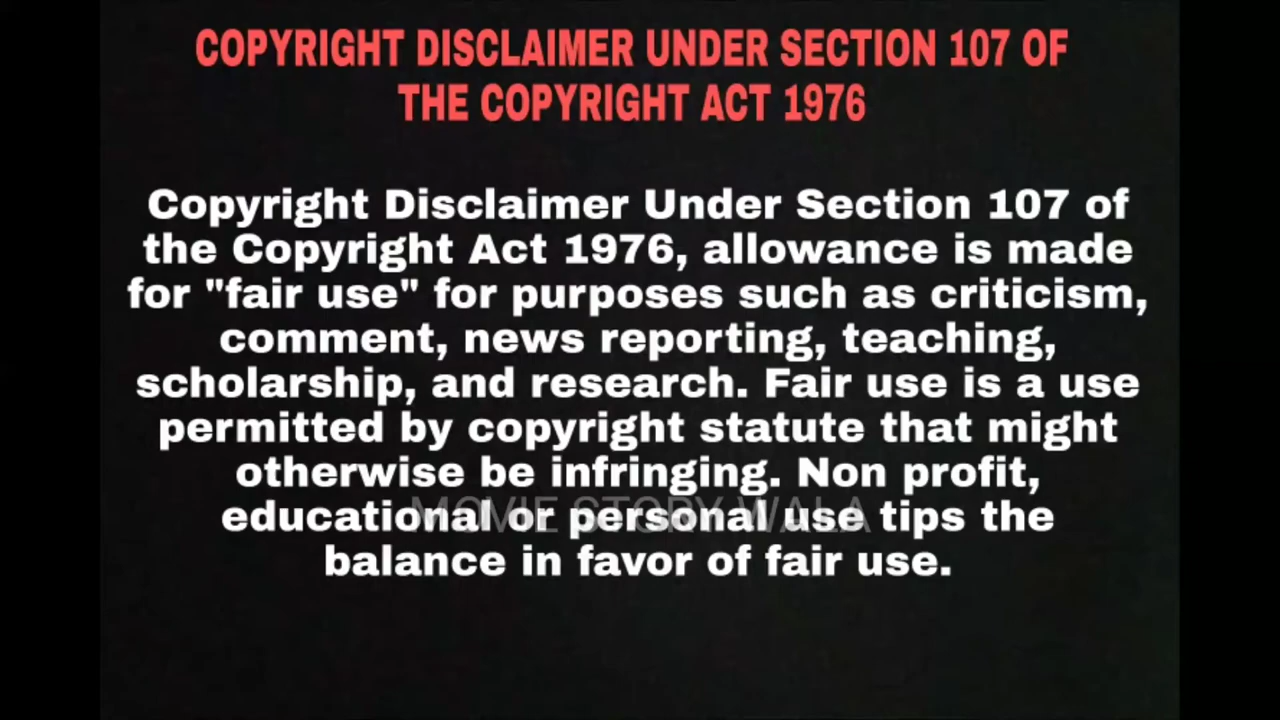 COPYRIGHT DISCLAIMER UNDER SECTION 107 OF
THE COPYRIGHT ACT 1976
Copyright Disclaimer Under Section 107 of
the Copyright Act 1976, allowance is made
for "fair use" for purposes such as criticism,
comment, news reporting, teaching,
scholarship, and research. Fair use is a use
permitted by copyright statute that might
otherwise be infringing. Non profit,
educational or personal use tips the
MOVIE STORY WALA
balance in favor of fair use.